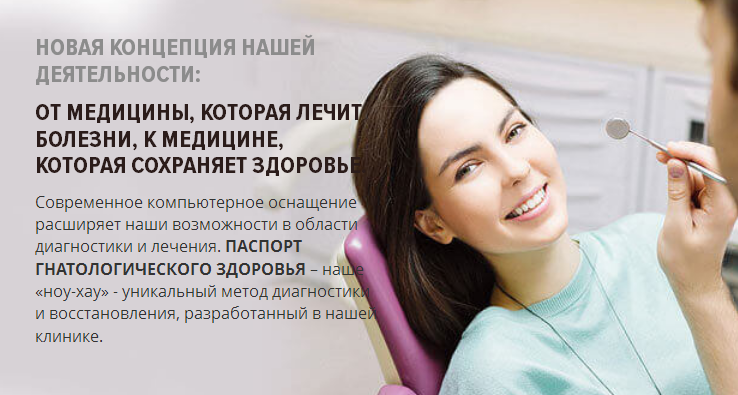 НОВАЯ КОНЦЕПЦИЯ НАШЕЙ
ДЕЯТЕЛЬНОСТИ:
ОТ МЕДИЦИНЫ, КОТОРАЯ ЛЕЧИТ
БОЛЕЗНИ, К МЕДИЦИНЕ,
КОТОРАЯ СОХРАНЯЕТ ЗДОРОВЬЕ
Современное компьютерное оснащение
расширяет наши возможности в области
диагностики и лечения. ПАСПОРТ
ГНАТОЛОГИЧЕСКОГО ЗДОРОВЬЯ – наше
«ноу-хау» - уникальный метод диагностики
и восстановления, разработанный в нашей
клинике.